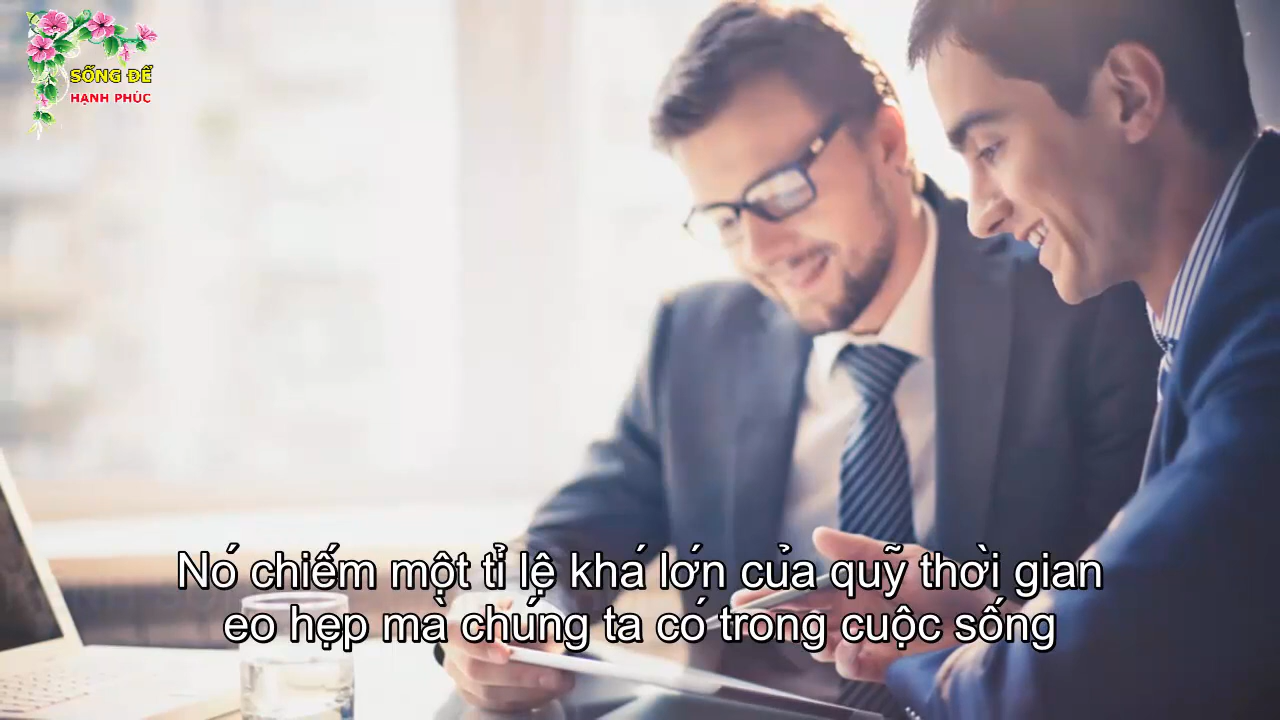 SỐNG ĐỂ
HẠNH PHÚC
Nó chiếm một tỉ lệ khá lớn của quỹ thời gian
eo hẹp mà chúng ta có trong cuộc sống